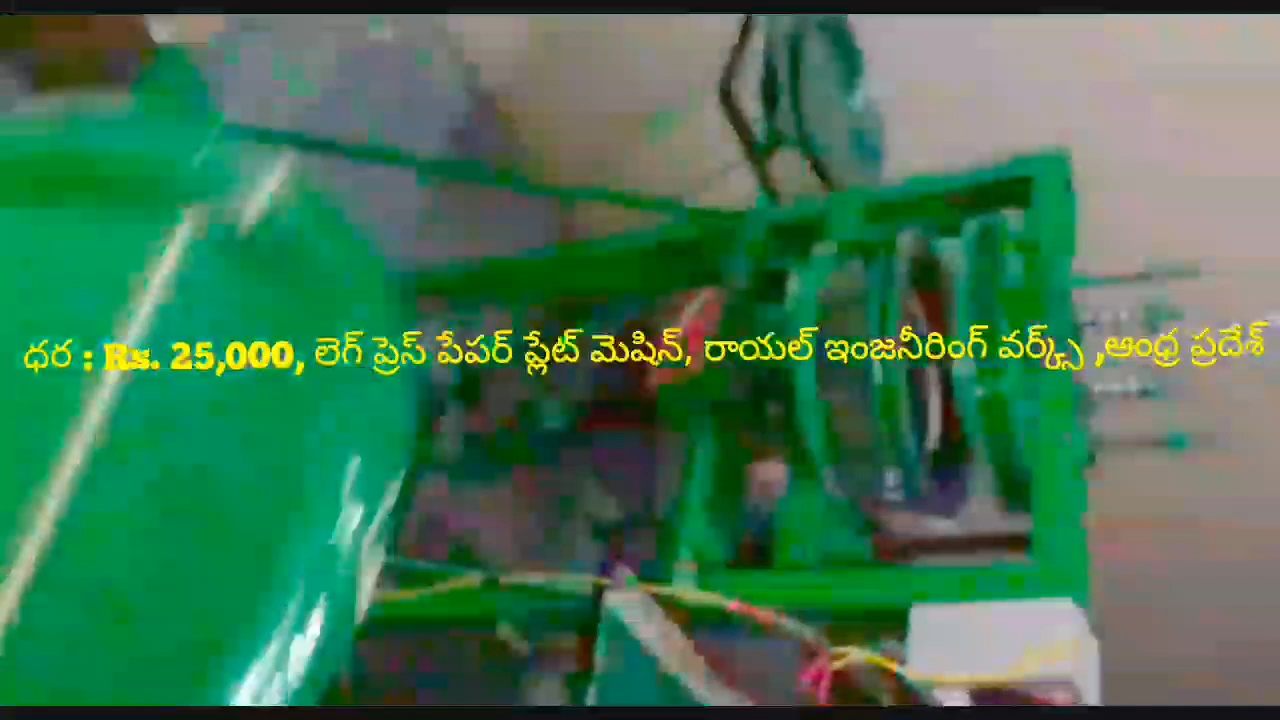 ధర : Rs. 25,000, లెగ్ ప్రెస్ పేపర్ ప్లేట్ మెషిన్, రాయల్ ఇంజనీరింగ్ వర్క్స్ ,ఆంధ్ర ప్రదేశ్